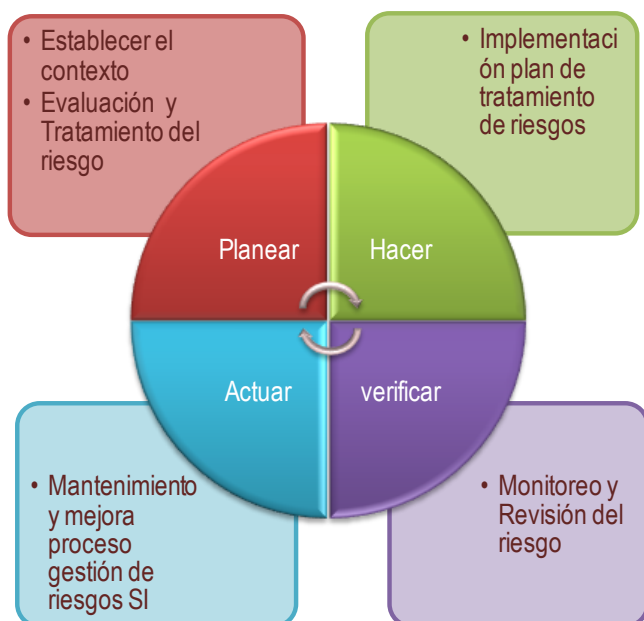 • Establecer el
contexto
• Evaluación y
Tratamiento del
riesgo
• Implementaci
ón plan de
tratamiento
de riesgos
Planear
Hacer
Actuar
verificar
• Mantenimiento
y mejora
proceso
gestión de
riesgos SI
• Monitoreo y
Revisión del
riesgo